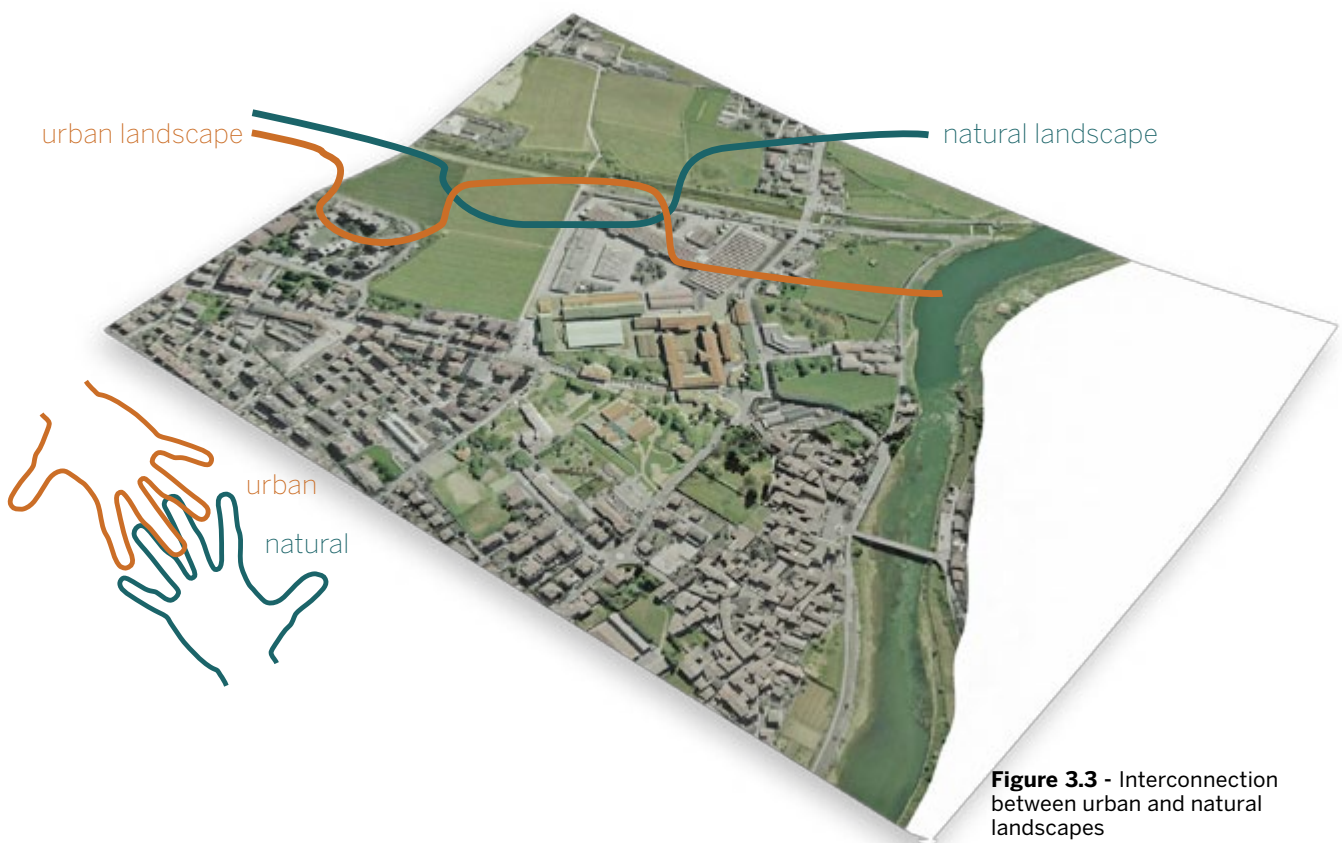 urban landscape
natural landscape
urban
natural
Figure 3.3 - Interconnection
between urban and natural
landscapes